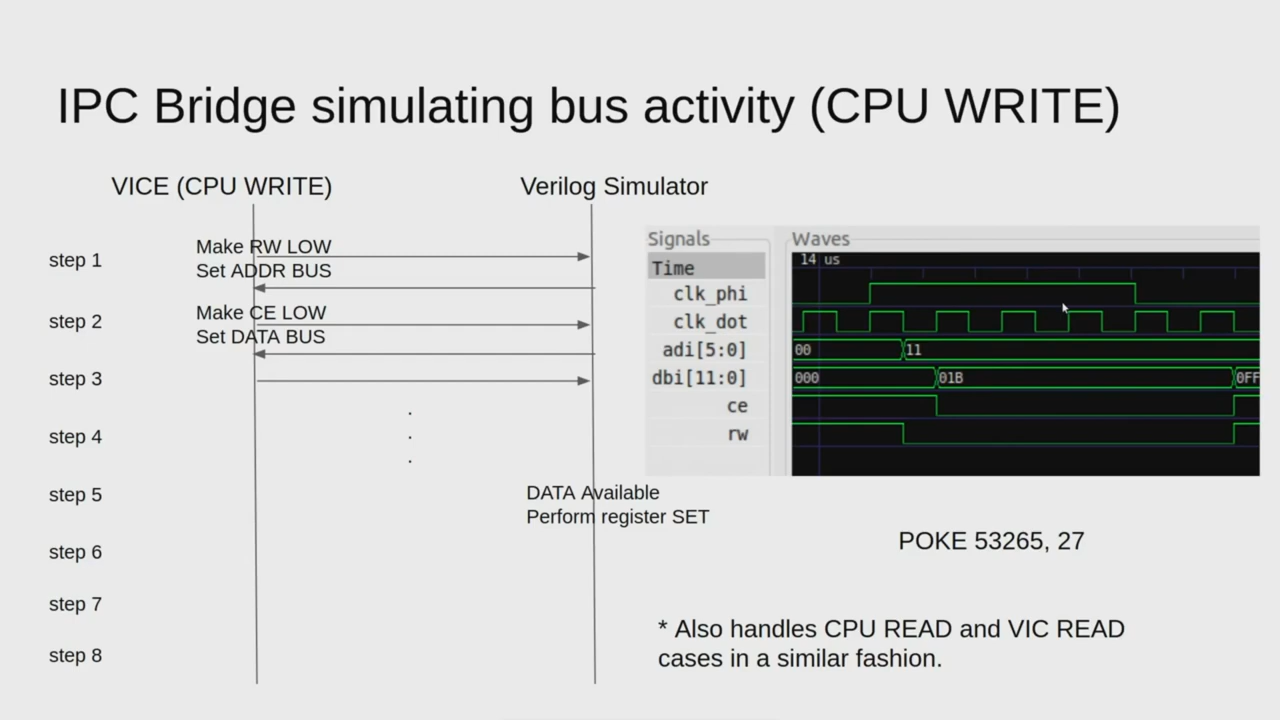 IPC Bridge simulating bus activity (CPU WRITE)
VICE (CPU WRITE)
Verilog Simulator
step 1
Make RW LOW
Set ADDR BUS
step 2
Make CE LOW
Set DATA BUS
step 3
step 4
step 5
DATA Available
Perform register SET
step 6
step 7
step 8
Signals
Waves
Time
14 us
clk_phi
clk_dot
adi[5:0]
00
11
dbi[11:0]
000
01B
0FF
ce
rw
POKE 53265, 27
* Also handles CPU READ and VIC READ
cases in a similar fashion.